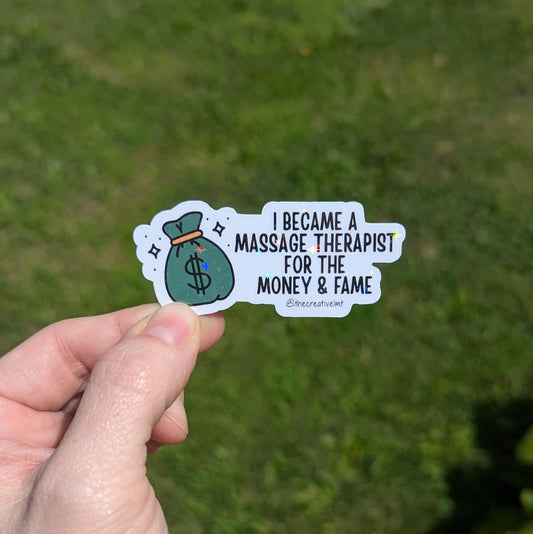 I BECAME A
MASSAGE THERAPIST
FOR THE
MONEY & FAME
@thecreativelmt
$